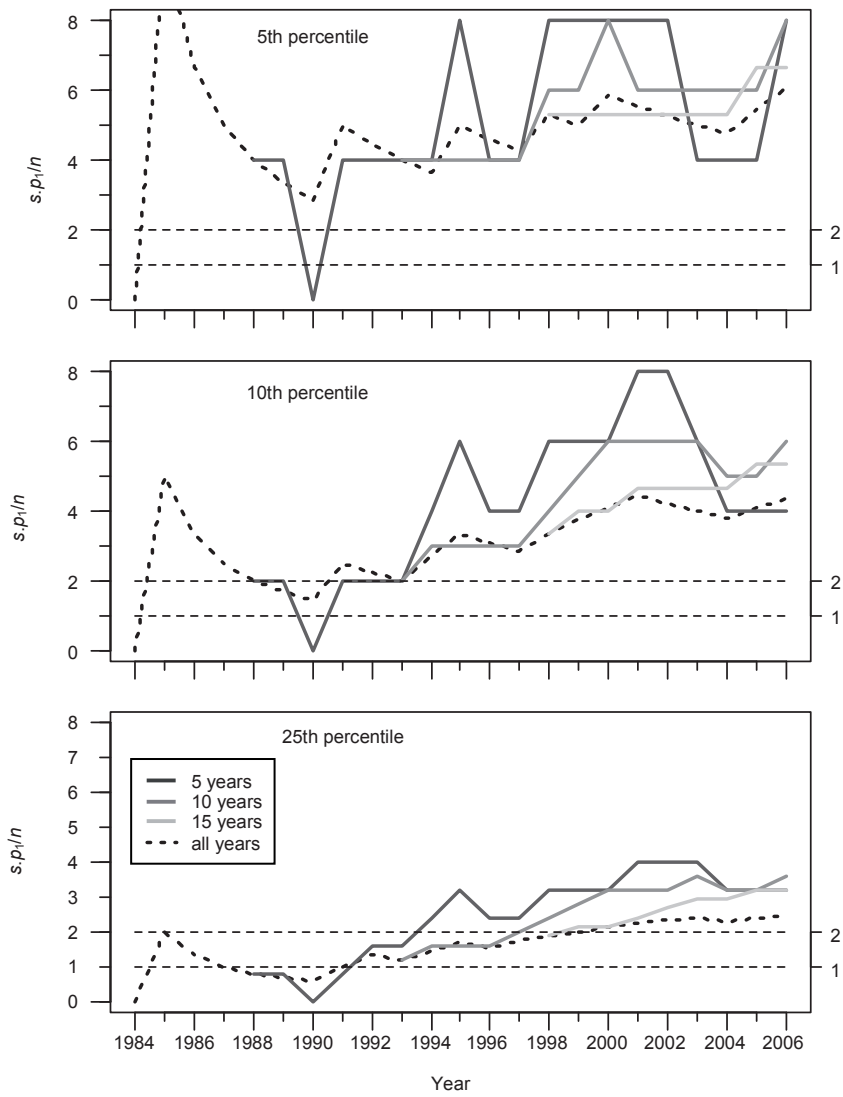 5th percentile
8
6
4
2
0
s.p1/n
2
1
10th percentile
8
6
4
2
0
s.p1/n
2
1
25th percentile
8
7
6
5
4
3
2
1
0
s.p1/n
5 years
10 years
15 years
all years
2
1
1984 1986 1988 1990 1992 1994 1996 1998 2000 2002 2004 2006
Year